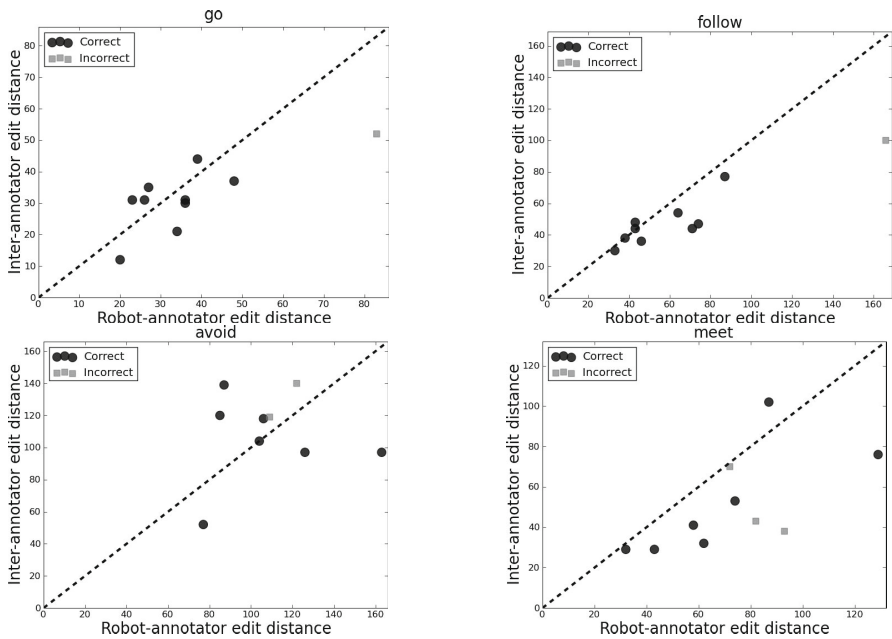 go
Correct
Incorrect
80
70
60
50
40
30
20
10
0
Inter-annotator edit distance
0 10 20 30 40 50 60 70 80
Robot-annotator edit distance
follow
Correct
Incorrect
160
140
120
100
80
60
40
20
0
Inter-annotator edit distance
0 20 40 60 80 100 120 140 160
Robot-annotator edit distance
avoid
Correct
Incorrect
160
140
120
100
80
60
40
20
0
Inter-annotator edit distance
0 20 40 60 80 100 120 140 160
Robot-annotator edit distance
meet
Correct
Incorrect
120
100
80
60
40
20
0
Inter-annotator edit distance
0 20 40 60 80 100 120
Robot-annotator edit distance